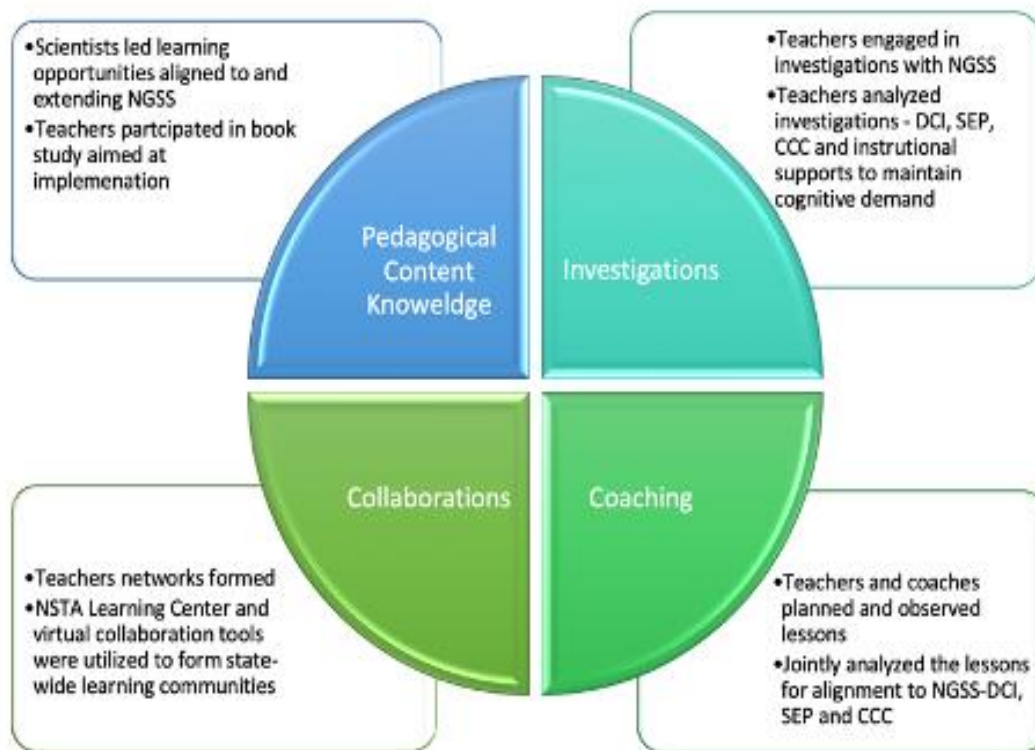 •Scientists led learning
opportunities aligned to and
extending NGSS
•Teachers partcipated in book
study aimed at
implemenation
•Teachers engaged in
investigations with NGSS
•Teachers analyzed
investigations - DCI, SEP,
CCC and instrutional
supports to maintain
cognitive demand
Pedagogical
Content
Knoweldge
Investigations
Collaborations
Coaching
•Teachers networks formed
•NSTA Learning Center and
virtual collaboration tools
were utilized to form state-
wide learning communities
•Teachers and coaches
planned and observed
lessons
•Jointly analyzed the lessons
for alignment to NGSS-DCI,
SEP and CCC